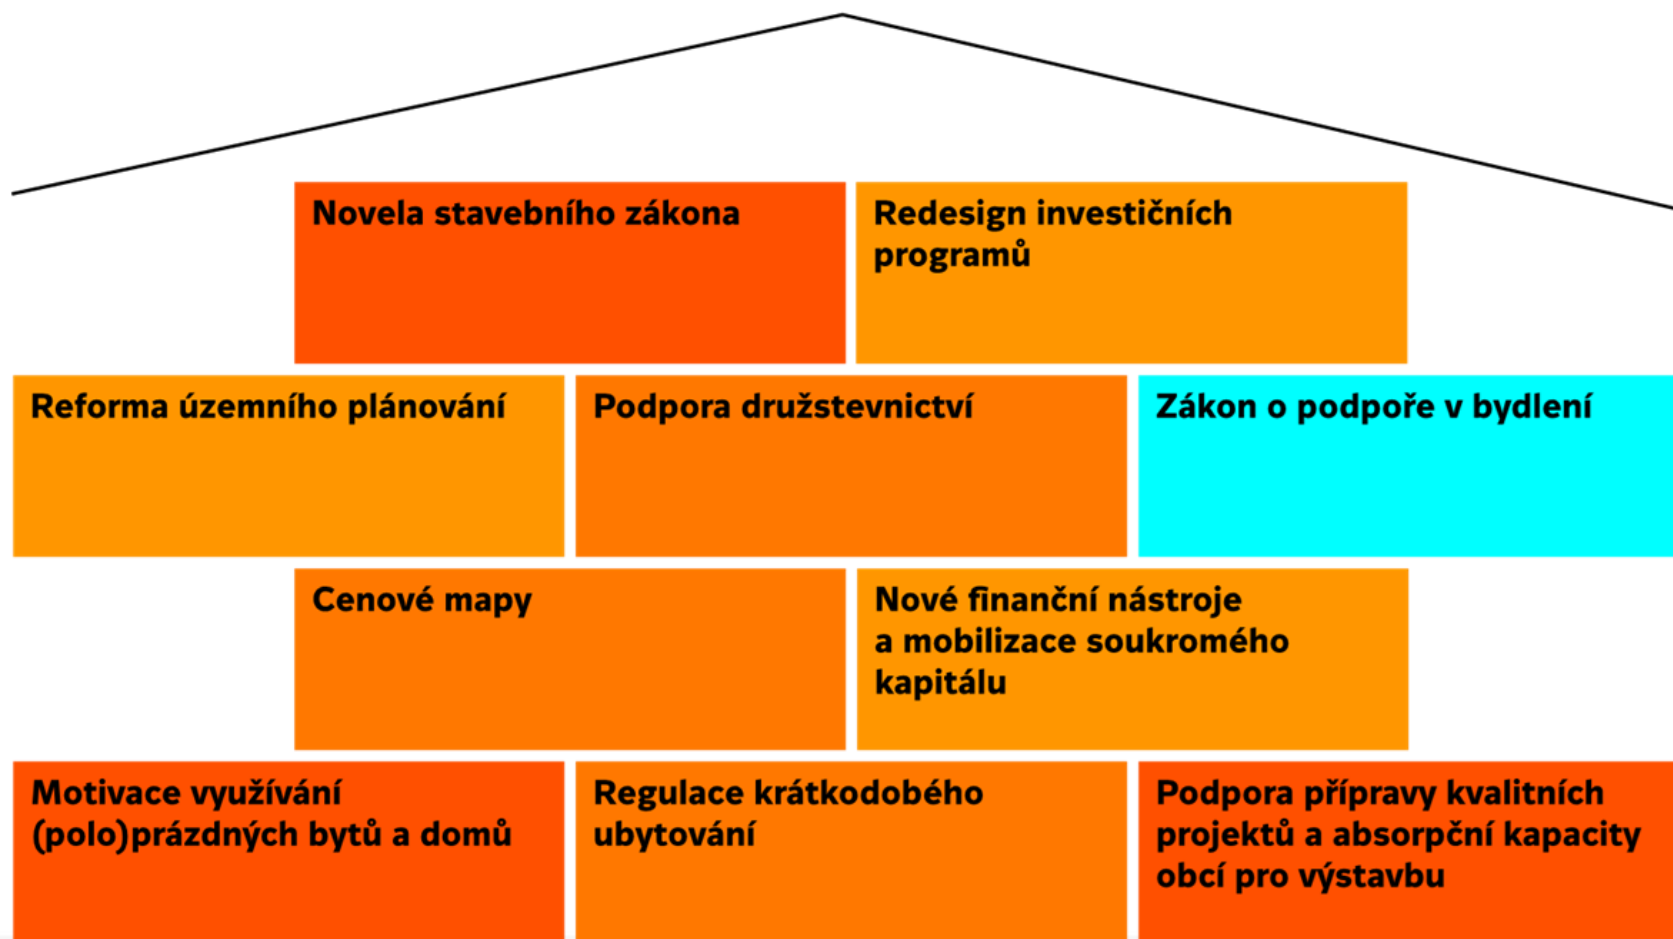 Novela stavebního zákona
Redesign investičních
programů
Reforma územního plánování
Podpora družstevnictví
Zákon o podpoře v bydlení
Cenové mapy
Nové finanční nástroje
a mobilizace soukromého
kapitálu
Motivace využívání
(polo)prázdných bytů a domů
Regulace krátkodobého
ubytování
Podpora přípravy kvalitních
projektů a absorpční kapacity
obcí pro výstavbu